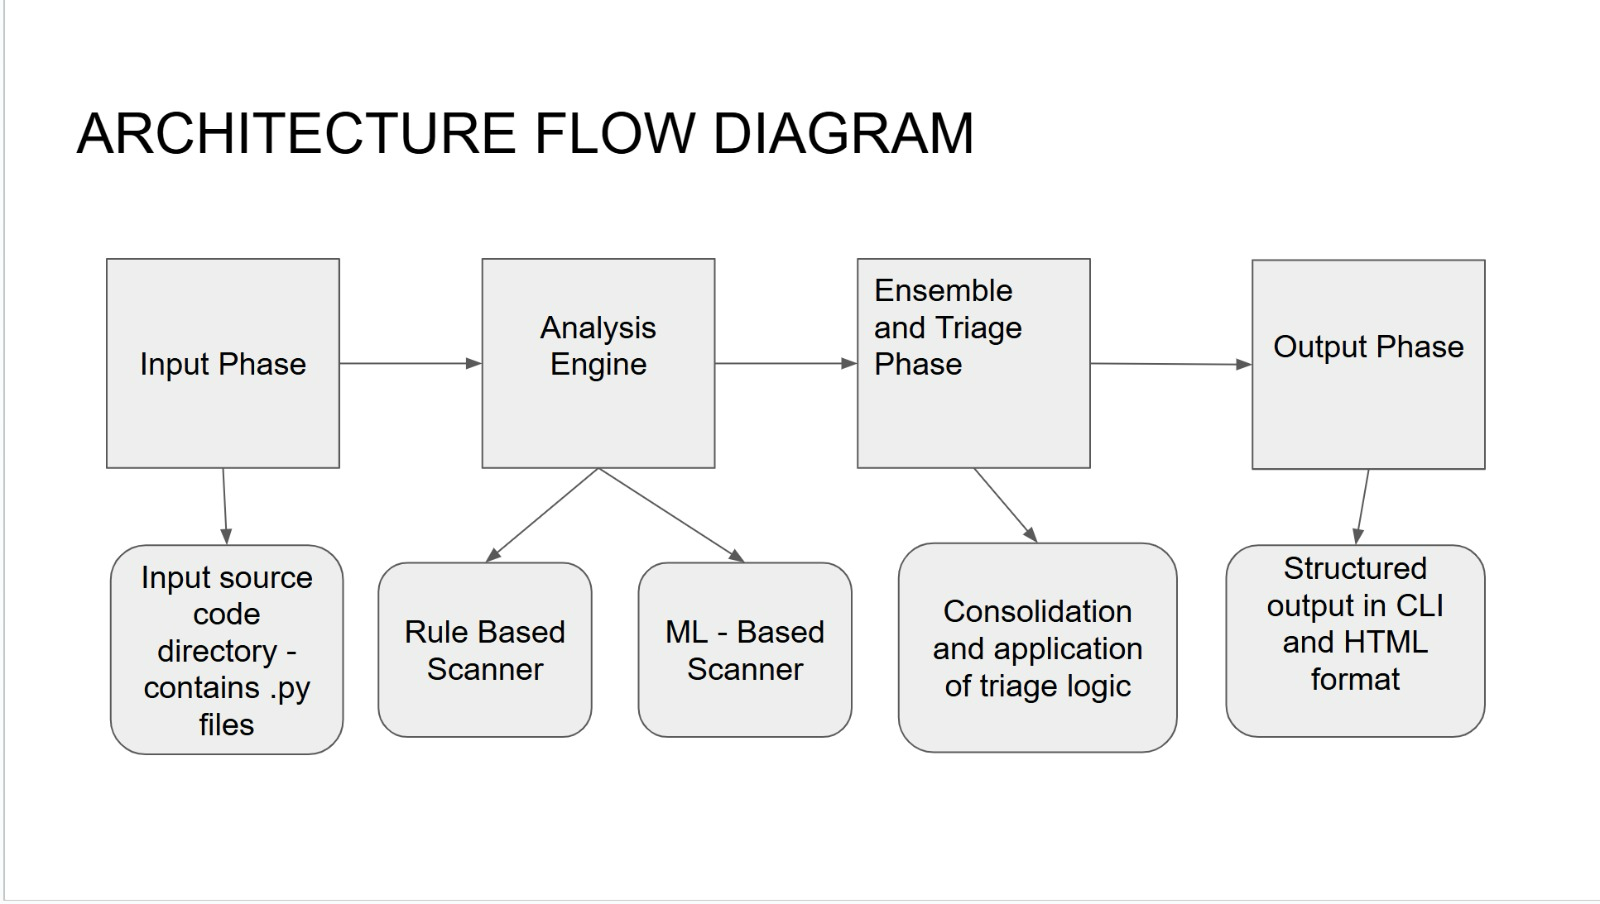 ARCHITECTURE FLOW DIAGRAM
Input Phase
Analysis
Engine
Ensemble
and Triage
Phase
Output Phase
Input source
code
directory -
contains .py
files
Rule Based
Scanner
ML - Based
Scanner
Consolidation
and application
of triage logic
Structured
output in CLI
and HTML
format